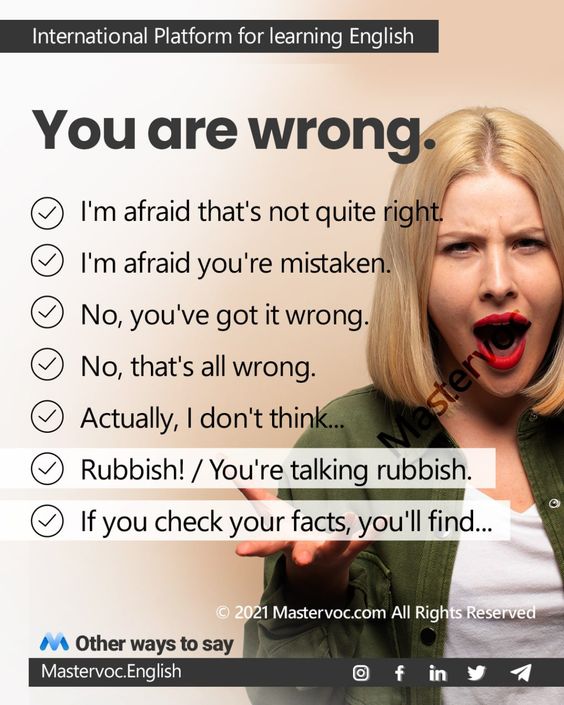 International Platform for learning English
You are wrong.
I'm afraid that's not quite right.
I'm afraid you're mistaken.
No, you've got it wrong.
No, that's all wrong.
Actually, I don't think...
Rubbish! / You're talking rubbish.
If you check your facts, you'll find...
Mastervoc
© 2021 Mastervoc.com All Rights Reserved
Other ways to say
Mastervoc.English